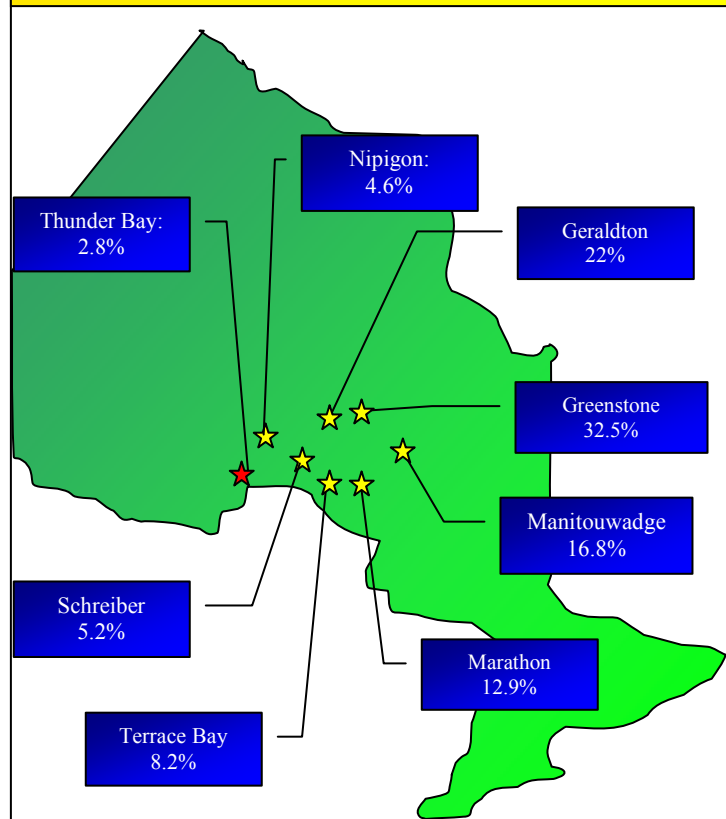 Nipigon:
4.6%
Thunder Bay:
2.8%
Geraldton
22%
Greenstone
32.5%
Manitouwadge
16.8%
Schreiber
5.2%
Marathon
12.9%
Terrace Bay
8.2%